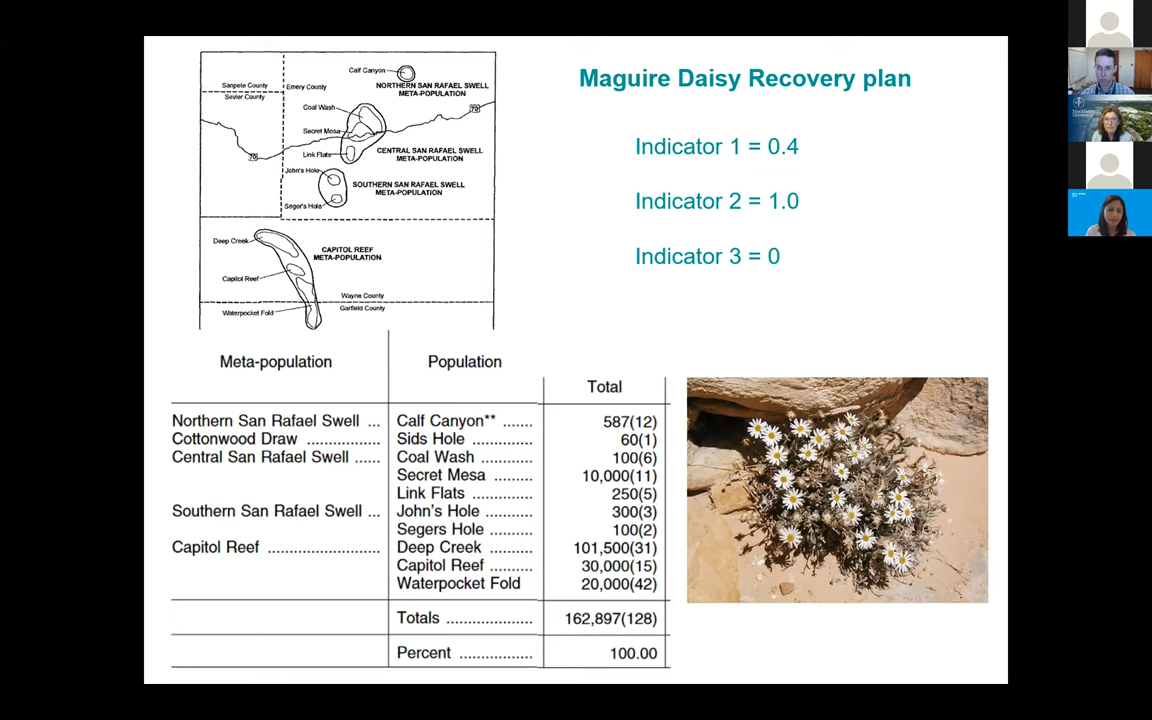 Maguire Daisy Recovery plan
Indicator 1 = 0.4
Indicator 2 = 1.0
Indicator 3 = 0
Calf Canyon
NORTHERN SAN RAFAEL SWELL
META-POPULATION
Sanpete County
Emery County
Sevier County
Coal Wash
70
Secret Mesa
Link Flats
CENTRAL SAN RAFAEL SWELL
META-POPULATION
70
John's Hole
SOUTHERN SAN RAFAEL SWELL
META-POPULATION
Seger's Hole
Deep Creek
CAPITOL REEF
META-POPULATION
Capitol Reef
Wayne County
Garfield County
Waterpocket Fold
Meta-population Population
Total
Northern San Rafael Swell ... Calf Canyon** ....... 587(12)
Cottonwood Draw ................. Sids Hole .............. 60(1)
Central San Rafael Swell ...... Coal Wash ............ 100(6)
Secret Mesa ......... 10,000(11)
Link Flats .............. 250(5)
Southern San Rafael Swell ... John's Hole ........... 300(3)
Segers Hole .......... 100(2)
Capitol Reef .......................... Deep Creek .......... 101,500(31)
Capitol Reef .......... 30,000(15)
Waterpocket Fold 20,000(42)
Totals .................... 162,897(128)
Percent ................. 100.00
Stockholm
University